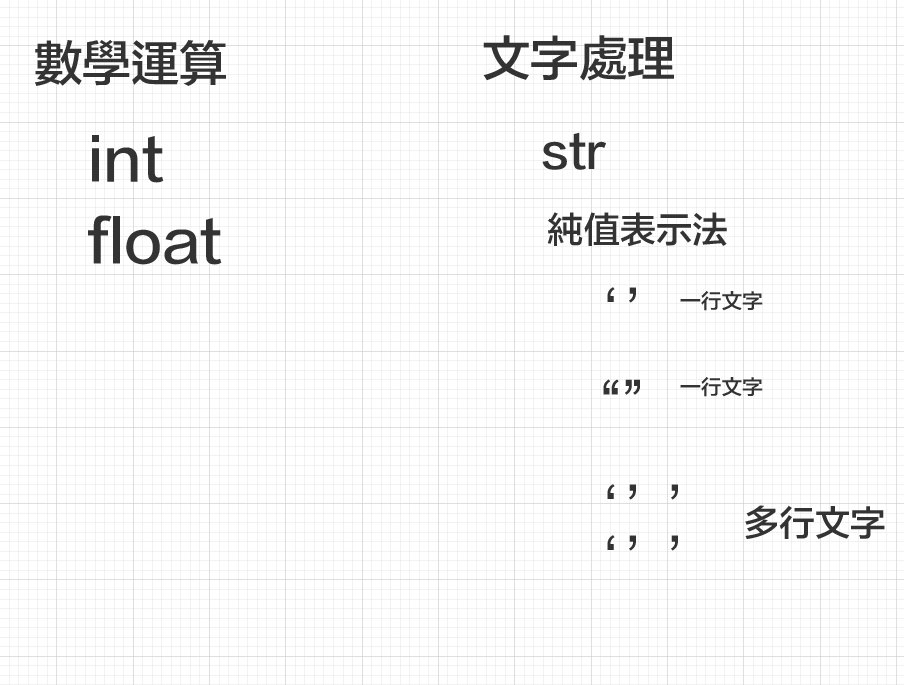 數學運算
int
float
文字處理
str
純值表示法
‘ ’ 一行文字
“ ” 一行文字
‘ ’ ’
‘ ’ ’
多行文字